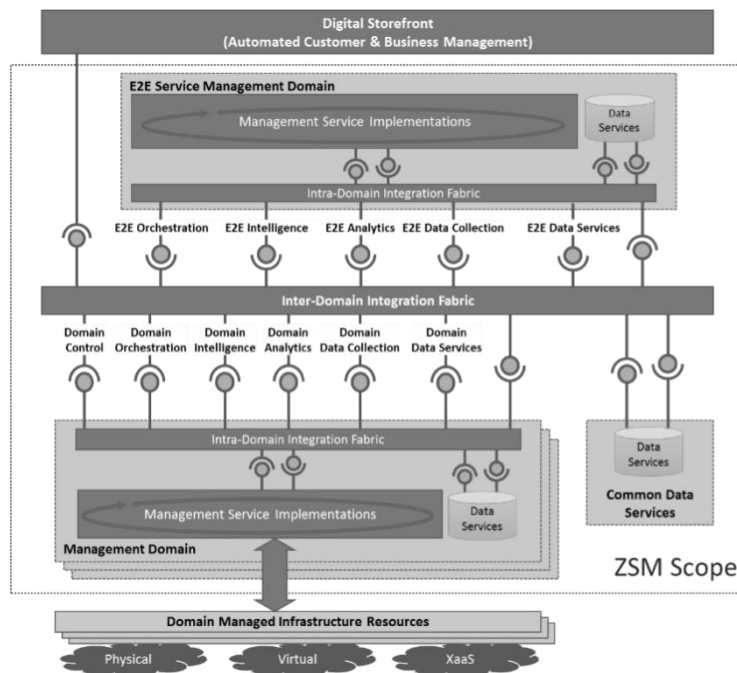 Digital Storefront
(Automated Customer & Business Management)
E2E Service Management Domain
Management Service Implementations
Data
Services
Intra-Domain Integration Fabric
E2E Orchestration
E2E Intelligence
E2E Analytics
E2E Data Collection
E2E Data Services
Inter-Domain Integration Fabric
Domain
Control
Domain
Orchestration
Domain
Intelligence
Domain
Analytics
Domain
Data Collection
Domain
Data Services
Intra-Domain Integration Fabric
Management Service Implementations
Data
Services
Management Domain
Data
Services
Common Data
Services
ZSM Scope
Domain Managed Infrastructure Resources
Physical
Virtual
XaaS